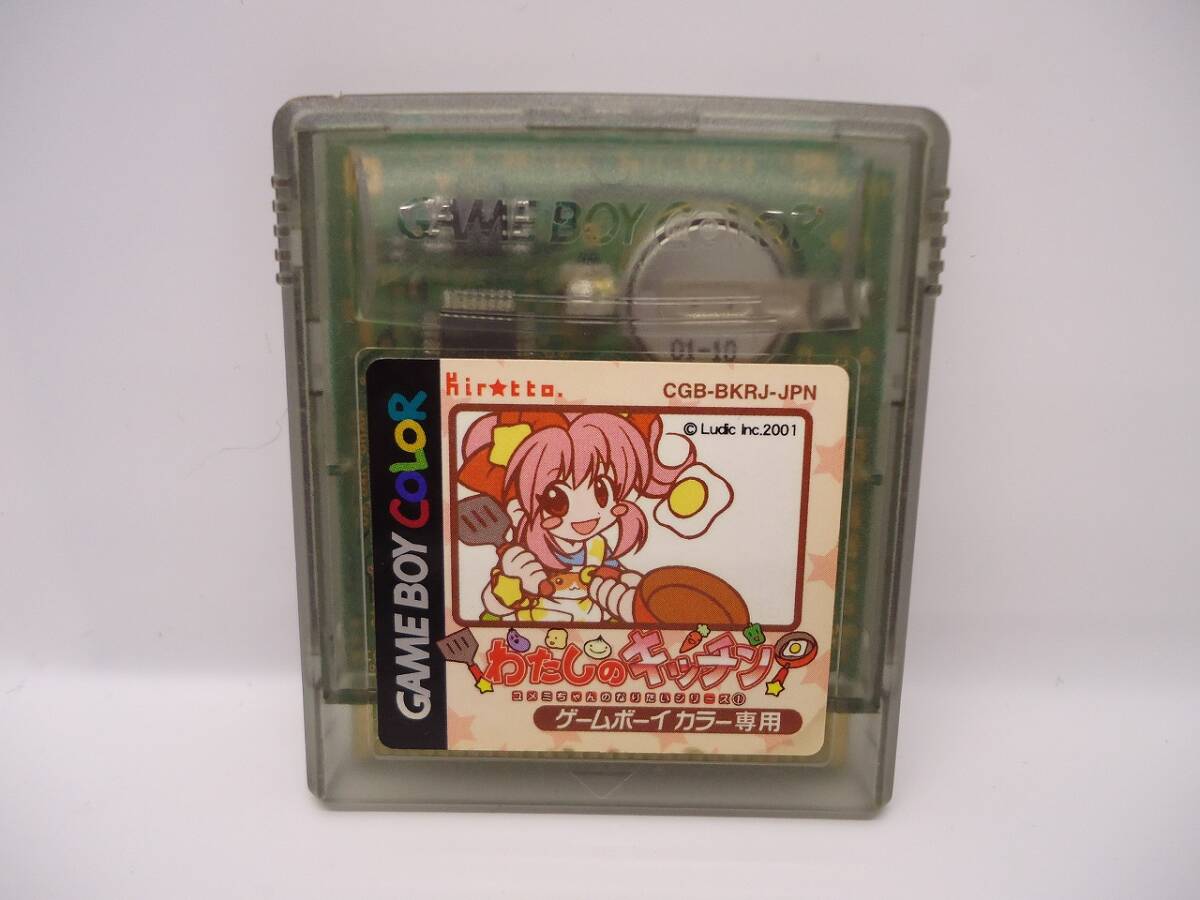 GAME BOY COLOR
01-10
Kir★tto.
CGB-BKRJ-JPN
© Ludic Inc.2001
GAME BOY COLOR
わたしのキッチン
ユメミちゃんのなりたいシリーズ①
ゲームボーイカラー専用